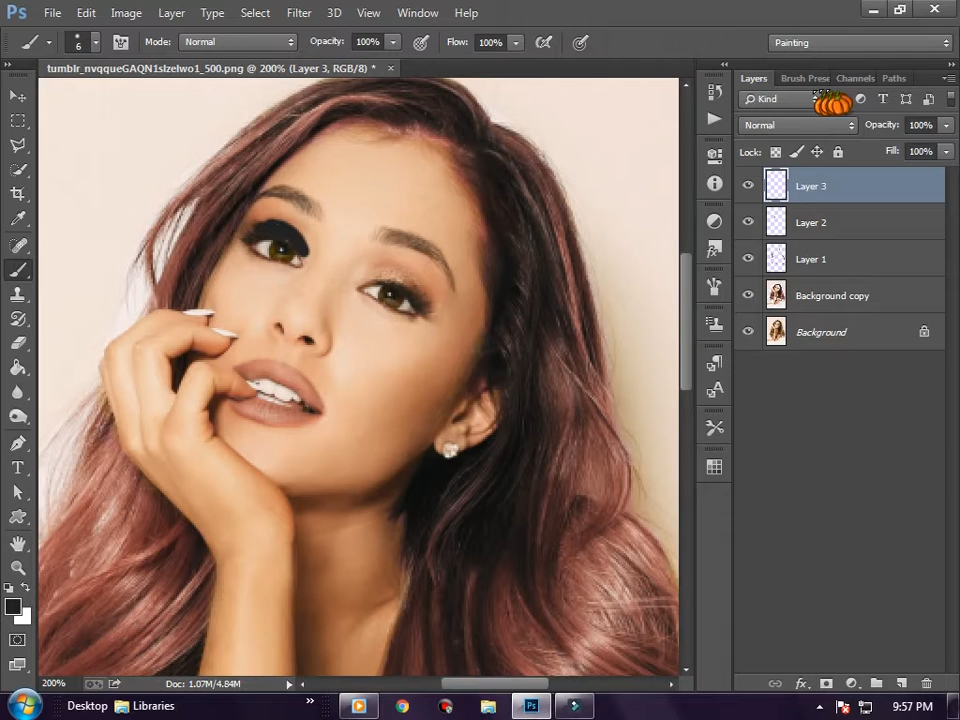 Ps File Edit Image Layer Type Select Filter 3D View Window Help
6 Mode: Normal Opacity: 100% Flow: 100% Painting
tumblr_nvqqueGAQN1slzelwo1_500.png @ 200% (Layer 3, RGB/8) * ×
Layers Brush Prese Channels Paths
Kind
Normal Opacity: 100%
Lock: Fill: 100%
Layer 3
Layer 2
Layer 1
Background copy
Background
200% Doc: 1.07M/4.84M
Desktop Libraries » Ps 9:57 PM